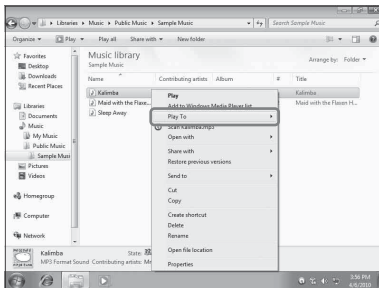 Libraries ▸ Music ▸ Public Music ▸ Sample Music
Search Sample Music
Organize ▾ Play ▾ Play all Share with ▾ New folder
Favorites
Desktop
Downloads
Recent Places
Libraries
Documents
Music
My Music
Public Music
Sample Musi
Pictures
Videos
Homegroup
Computer
Network
Music library
Sample Music
Arrange by: Folder ▾
Name Contributing artists Album # Title
Kalimba Kalimba
Maid with the Flaxe... Maid with the Flaxen H...
Sleep Away
Play
Add to Windows Media Player list
Play To
Scan Kalimba.mp3
Open with
Share with
Restore previous versions
Send to
Cut
Copy
Create shortcut
Delete
Rename
Open file location
Properties
Kalimba State:
MP3 Format Sound Contributing artists: Mr
3:56 PM
4/6/2010